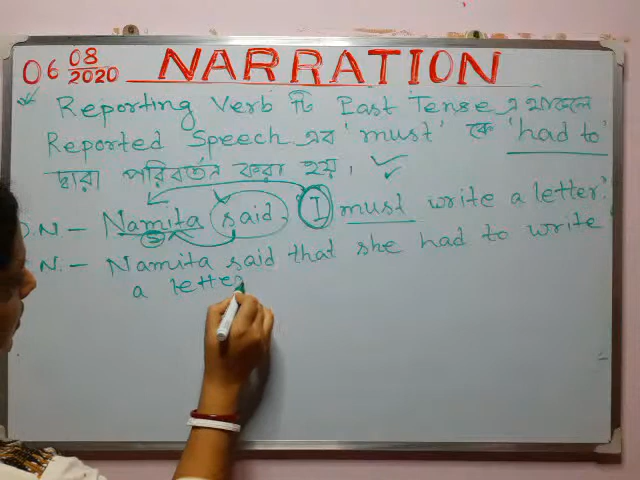 06 08/2020 NARRATION
Reporting Verb টি Past Tense এ থাকলে
Reported Speech এর 'must' কে 'had to'
দ্বারা পরিবর্তন করা হয়।
D.N - Namita said, 'I must write a letter.'
N. - Namita said that she had to write
a letter